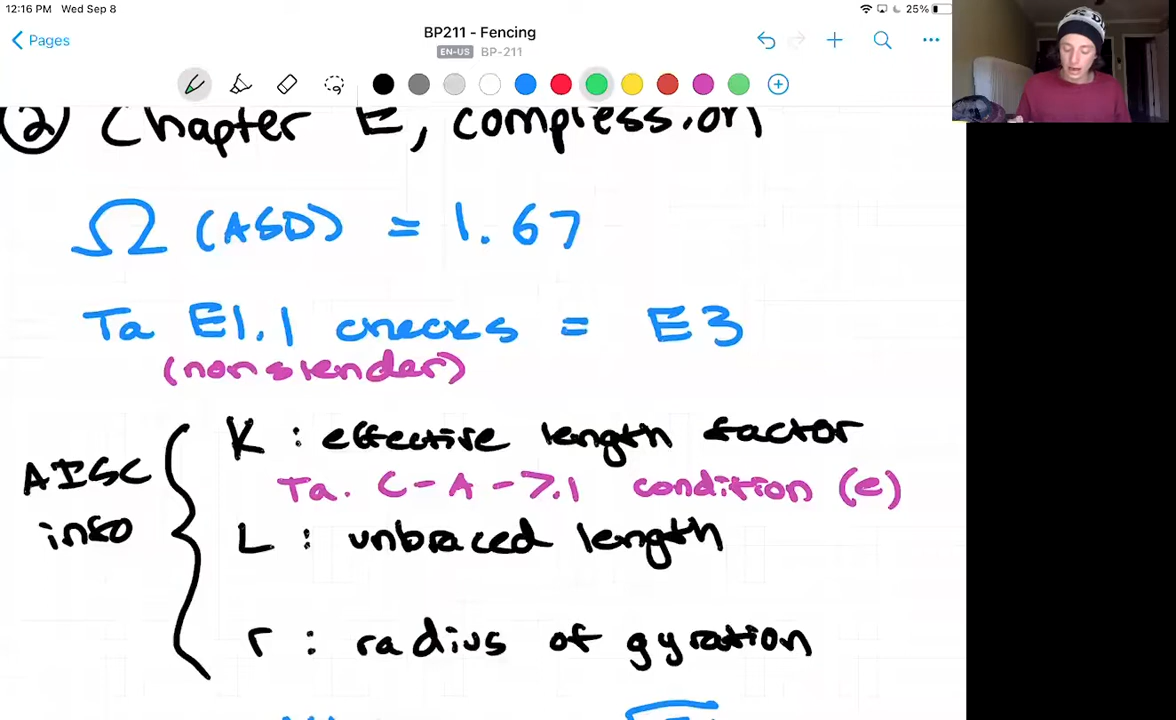 12:16 PM Wed Sep 8
25%
Pages
BP211 - Fencing
EN-US BP-211
(2) Chapter E, compression
Ω (ASD) = 1.67
Ta E1.1 checks = E3
(nonslender)
AISC info
K : effective length factor
Ta. C-A-7.1 condition (e)
L : unbraced length
r : radius of gyration